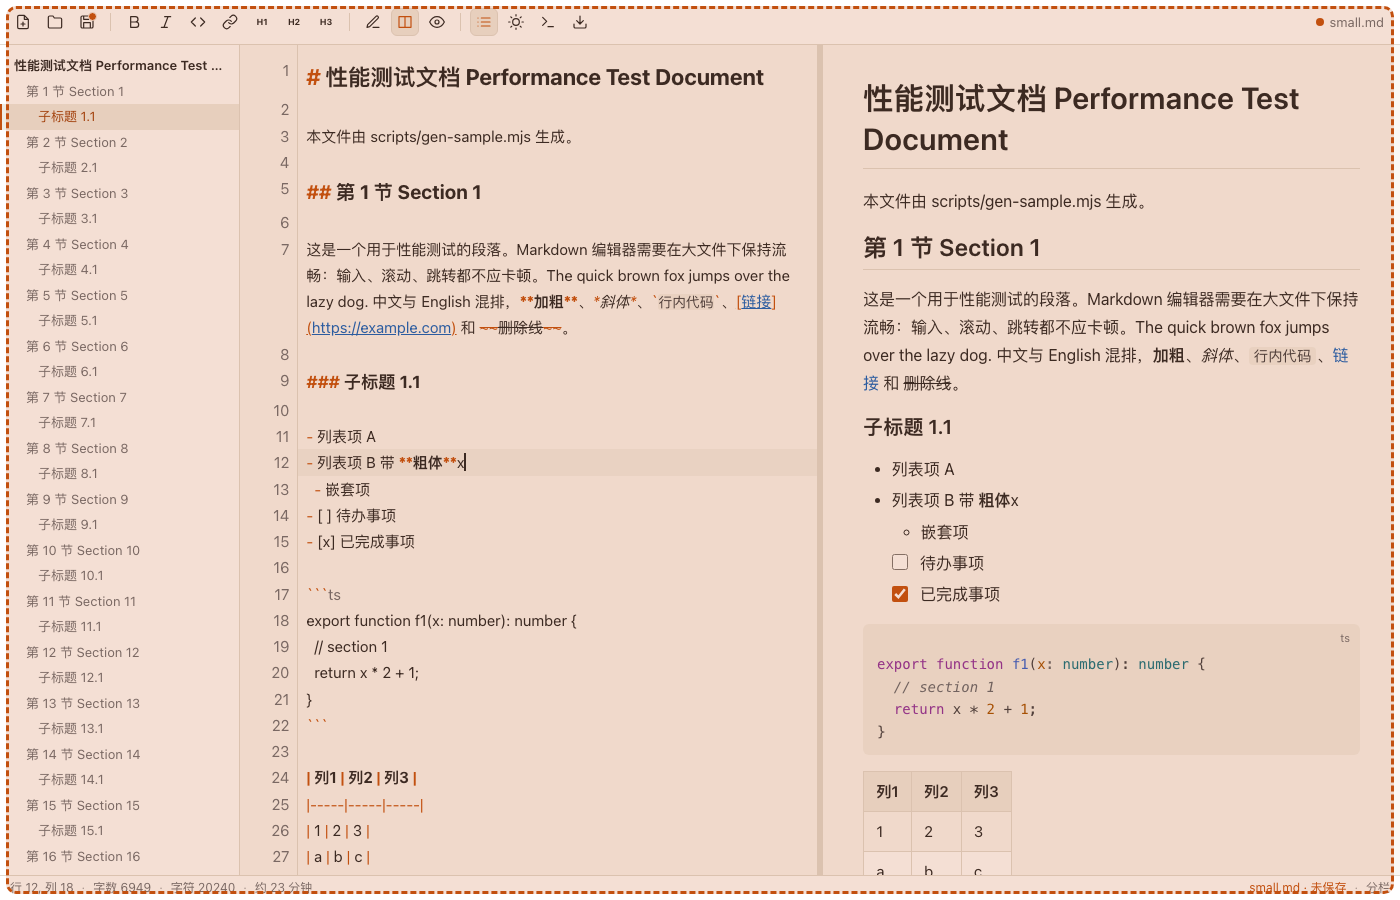 B I <> H1 H2 H3 small.md
性能测试文档 Performance Test ...
第 1 节 Section 1
子标题 1.1
第 2 节 Section 2
子标题 2.1
第 3 节 Section 3
子标题 3.1
第 4 节 Section 4
子标题 4.1
第 5 节 Section 5
子标题 5.1
第 6 节 Section 6
子标题 6.1
第 7 节 Section 7
子标题 7.1
第 8 节 Section 8
子标题 8.1
第 9 节 Section 9
子标题 9.1
第 10 节 Section 10
子标题 10.1
第 11 节 Section 11
子标题 11.1
第 12 节 Section 12
子标题 12.1
第 13 节 Section 13
子标题 13.1
第 14 节 Section 14
子标题 14.1
第 15 节 Section 15
子标题 15.1
第 16 节 Section 16
1 # 性能测试文档 Performance Test Document
2
3 本文件由 scripts/gen-sample.mjs 生成。
4
5 ## 第 1 节 Section 1
6
7 这是一个用于性能测试的段落。Markdown 编辑器需要在大文件下保持流
畅：输入、滚动、跳转都不应卡顿。The quick brown fox jumps over the
lazy dog. 中文与 English 混排，**加粗**、*斜体*、`行内代码`、[链接]
(https://example.com) 和 ~~删除线~~。
8
9 ### 子标题 1.1
10
11 - 列表项 A
12 - 列表项 B 带 **粗体**x
13   - 嵌套项
14 - [ ] 待办事项
15 - [x] 已完成事项
16
17 ```ts
18 export function f1(x: number): number {
19   // section 1
20   return x * 2 + 1;
21 }
22 ```
23
24 | 列1 | 列2 | 列3 |
25 |-----|-----|-----|
26 | 1 | 2 | 3 |
27 | a | b | c |
性能测试文档 Performance Test
Document
本文件由 scripts/gen-sample.mjs 生成。
第 1 节 Section 1
这是一个用于性能测试的段落。Markdown 编辑器需要在大文件下保持
流畅：输入、滚动、跳转都不应卡顿。The quick brown fox jumps
over the lazy dog. 中文与 English 混排，加粗、斜体、 行内代码 、链
接 和 删除线。
子标题 1.1
• 列表项 A
• 列表项 B 带 粗体x
◦ 嵌套项
待办事项
已完成事项
ts
export function f1(x: number): number {
  // section 1
  return x * 2 + 1;
}
列1 列2 列3
1 2 3
a b c
行 12, 列 18 · 字数 6949 · 字符 20240 · 约 23 分钟 small.md · 未保存 · 分栏